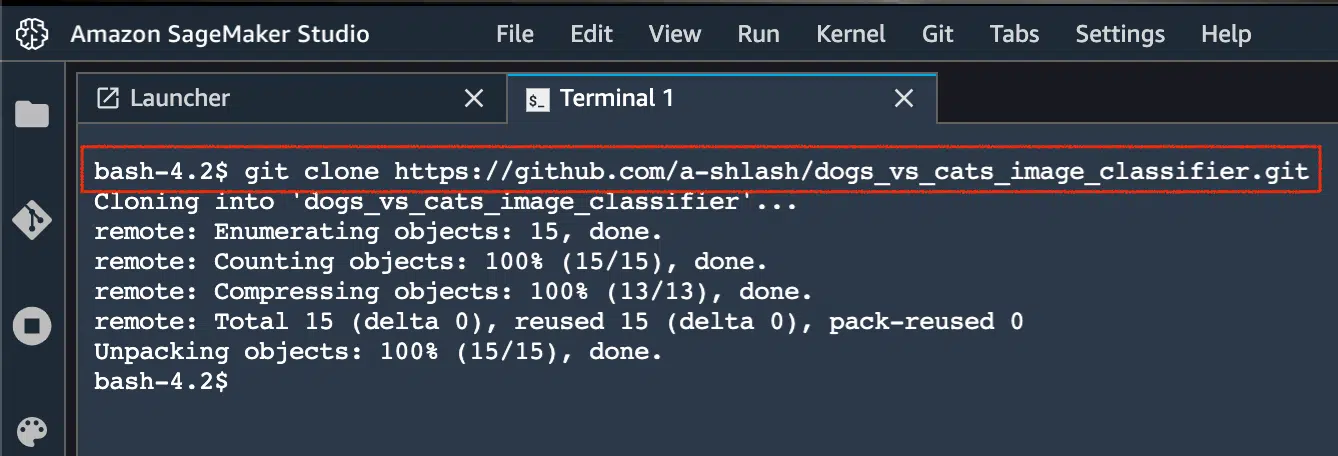 Amazon SageMaker Studio File Edit View Run Kernel Git Tabs Settings Help
Launcher $_ Terminal 1
bash-4.2$ git clone https://github.com/a-shlash/dogs_vs_cats_image_classifier.git
Cloning into 'dogs_vs_cats_image_classifier'...
remote: Enumerating objects: 15, done.
remote: Counting objects: 100% (15/15), done.
remote: Compressing objects: 100% (13/13), done.
remote: Total 15 (delta 0), reused 15 (delta 0), pack-reused 0
Unpacking objects: 100% (15/15), done.
bash-4.2$